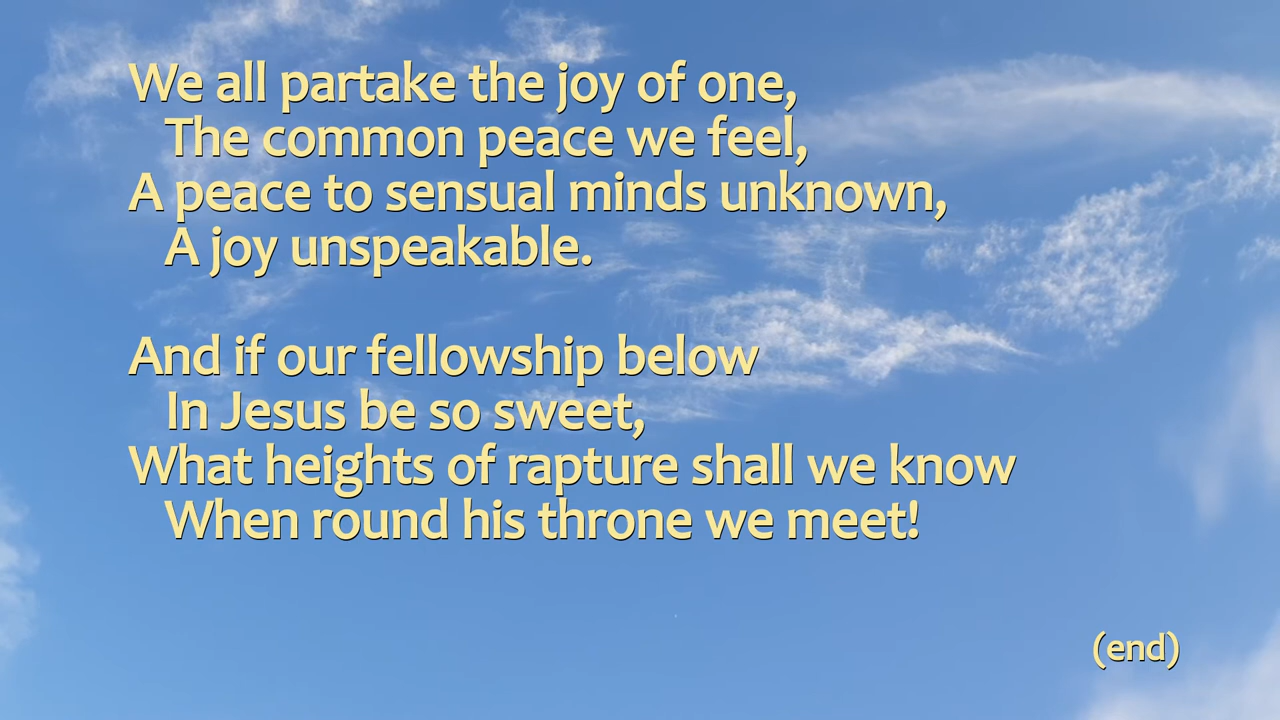 We all partake the joy of one,
The common peace we feel,
A peace to sensual minds unknown,
A joy unspeakable.
And if our fellowship below
In Jesus be so sweet,
What heights of rapture shall we know
When round his throne we meet!
(end)